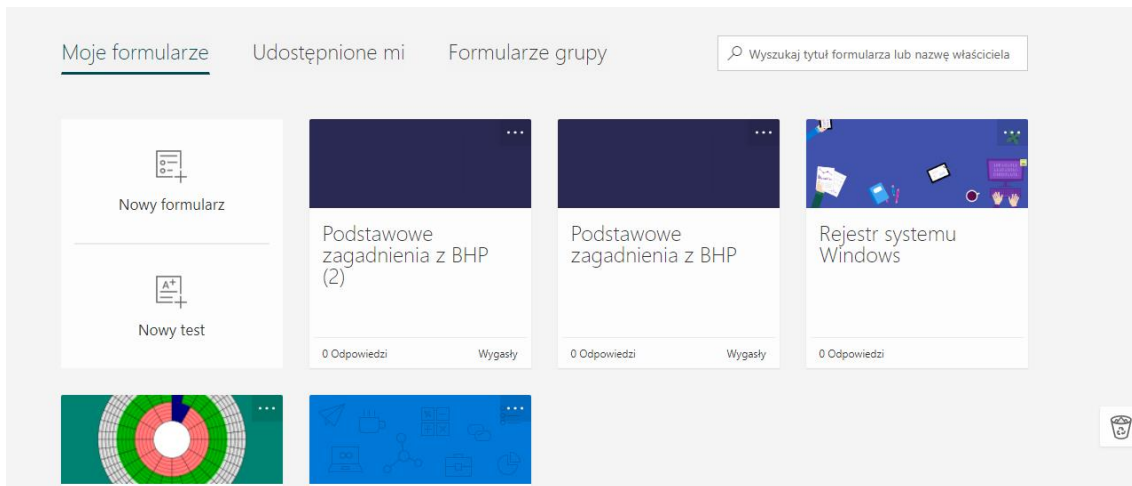 Moje formularze
Udostępnione mi
Formularze grupy
Wyszukaj tytuł formularza lub nazwę właściciela
Nowy formularz
Nowy test
Podstawowe
zagadnienia z BHP
(2)
0 Odpowiedzi
Wygasły
Podstawowe
zagadnienia z BHP
0 Odpowiedzi
Wygasły
Rejestr systemu
Windows
0 Odpowiedzi